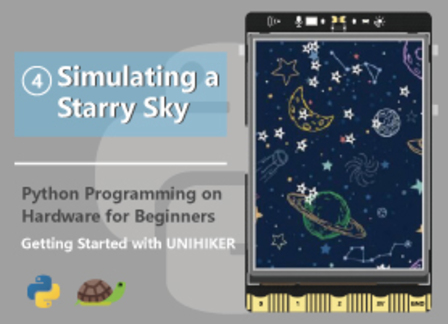 ④ Simulating a
Starry Sky
Python Programming on
Hardware for Beginners
Getting Started with UNIHIKER